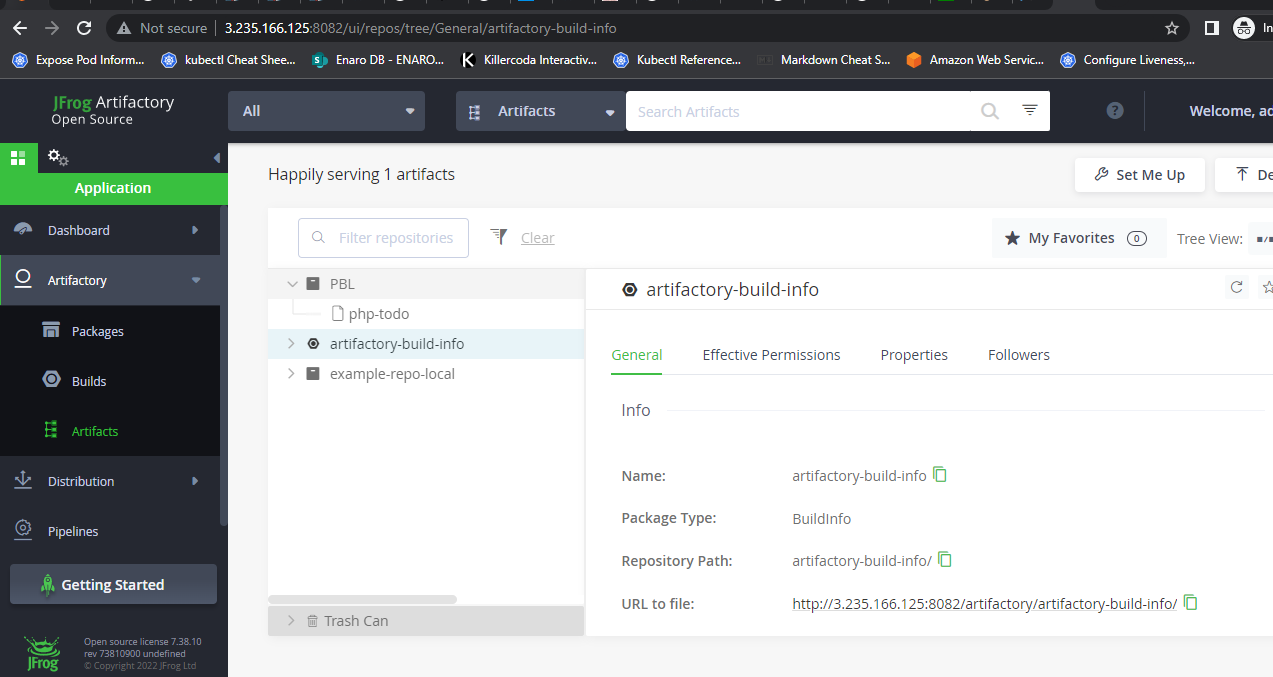 Not secure 3.235.166.125:8082/ui/repos/tree/General/artifactory-build-info
In
Expose Pod Inform... kubectl Cheat Shee... Enaro DB - ENARO... Killercoda Interactiv... Kubectl Reference... Markdown Cheat S... Amazon Web Servic... Configure Liveness,...
JFrog Artifactory
Open Source
All
Artifacts
Search Artifacts
Welcome, ad
Application
Dashboard
Artifactory
Packages
Builds
Artifacts
Distribution
Pipelines
Getting Started
JFrog
Open source license 7.38.10
rev 73810900 undefined
© Copyright 2022 JFrog Ltd
Happily serving 1 artifacts
Set Me Up
De
Filter repositories
Clear
My Favorites 0
Tree View:
PBL
php-todo
artifactory-build-info
example-repo-local
Trash Can
artifactory-build-info
General Effective Permissions Properties Followers
Info
Name: artifactory-build-info
Package Type: BuildInfo
Repository Path: artifactory-build-info/
URL to file: http://3.235.166.125:8082/artifactory/artifactory-build-info/